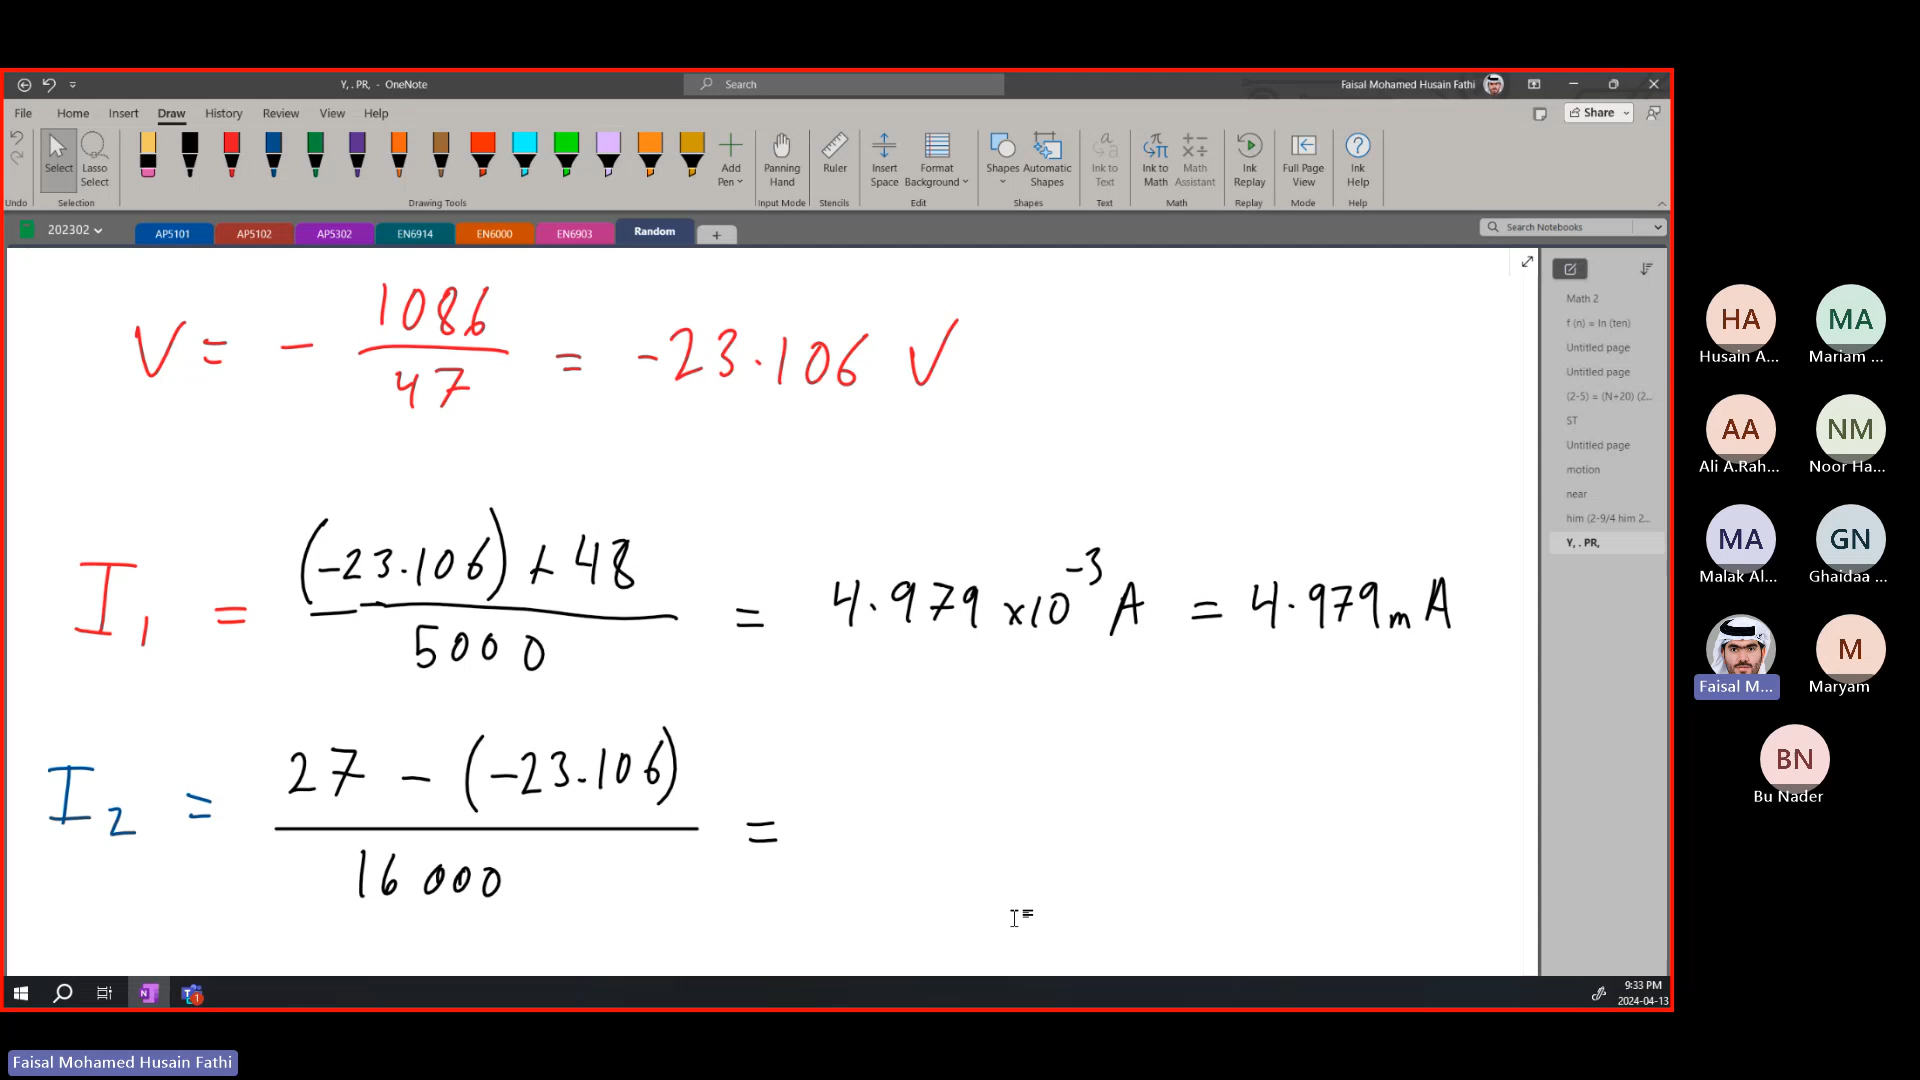 Y, . PR, - OneNote
Search
Faisal Mohamed Husain Fathi
File Home Insert Draw History Review View Help
Share
Select
Lasso Select
Add Pen
Panning Hand
Ruler
Insert Space
Format Background
Shapes
Automatic Shapes
Ink to Text
Ink to Math
Math Assistant
Ink Replay
Full Page View
Ink Help
Undo Selection Drawing Tools Input Mode Stencils Edit Shapes Text Math Replay Mode Help
202302 AP5101 AP5102 AP5302 EN6914 EN6000 EN6903 Random +
Search Notebooks
V = - 1086/47 = -23.106 V
I₁ = (-23.106) + 48 / 5000 = 4.979 x10⁻³ A = 4.979 mA
I₂ = 27 - (-23.106) / 16000 =
Math 2
f (n) = In (ten)
Untitled page
Untitled page
(2-5) = (N+20) (2...
ST
Untitled page
motion
near
him (2-9/4 him 2...
Y, . PR,
HA
Husain A...
MA
Mariam ...
AA
Ali A.Rah...
NM
Noor Ha...
MA
Malak Al...
GN
Ghaidaa ...
Faisal M...
M
Maryam
BN
Bu Nader
N
T
1
9:33 PM
2024-04-13
Faisal Mohamed Husain Fathi